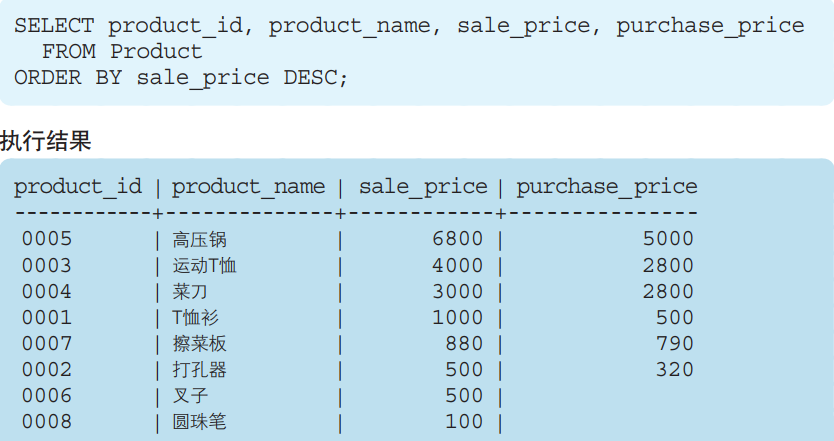 SELECT product_id, product_name, sale_price, purchase_price
FROM Product
ORDER BY sale_price DESC;
执行结果
product_id | product_name | sale_price | purchase_price
-----------+--------------+------------+---------------
0005 | 高压锅 | 6800 | 5000
0003 | 运动T恤 | 4000 | 2800
0004 | 菜刀 | 3000 | 2800
0001 | T恤衫 | 1000 | 500
0007 | 擦菜板 | 880 | 790
0002 | 打孔器 | 500 | 320
0006 | 叉子 | 500 |
0008 | 圆珠笔 | 100 |